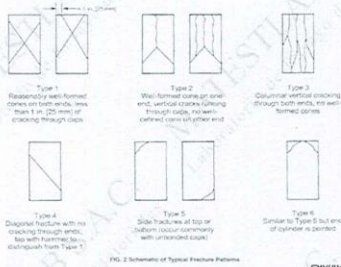 < 1 in. [25 mm]
Type 1
Reasonably well-formed
cones on both ends, less
than 1 in. [25 mm] of
cracking through caps
Type 2
Well-formed cone on one
end, vertical cracks running
through caps, no well-
defined cone on other end
Type 3
Columnar vertical cracking
through both ends, no well-
formed cones
Type 4
Diagonal fracture with no
cracking through ends;
tap with hammer to
distinguish from Type 1
Type 5
Side fractures at top or
bottom (occur commonly
with unbonded caps)
Type 6
Similar to Type 5 but end
of cylinder is pointed
FIG. 2 Schematic of Typical Fracture Patterns